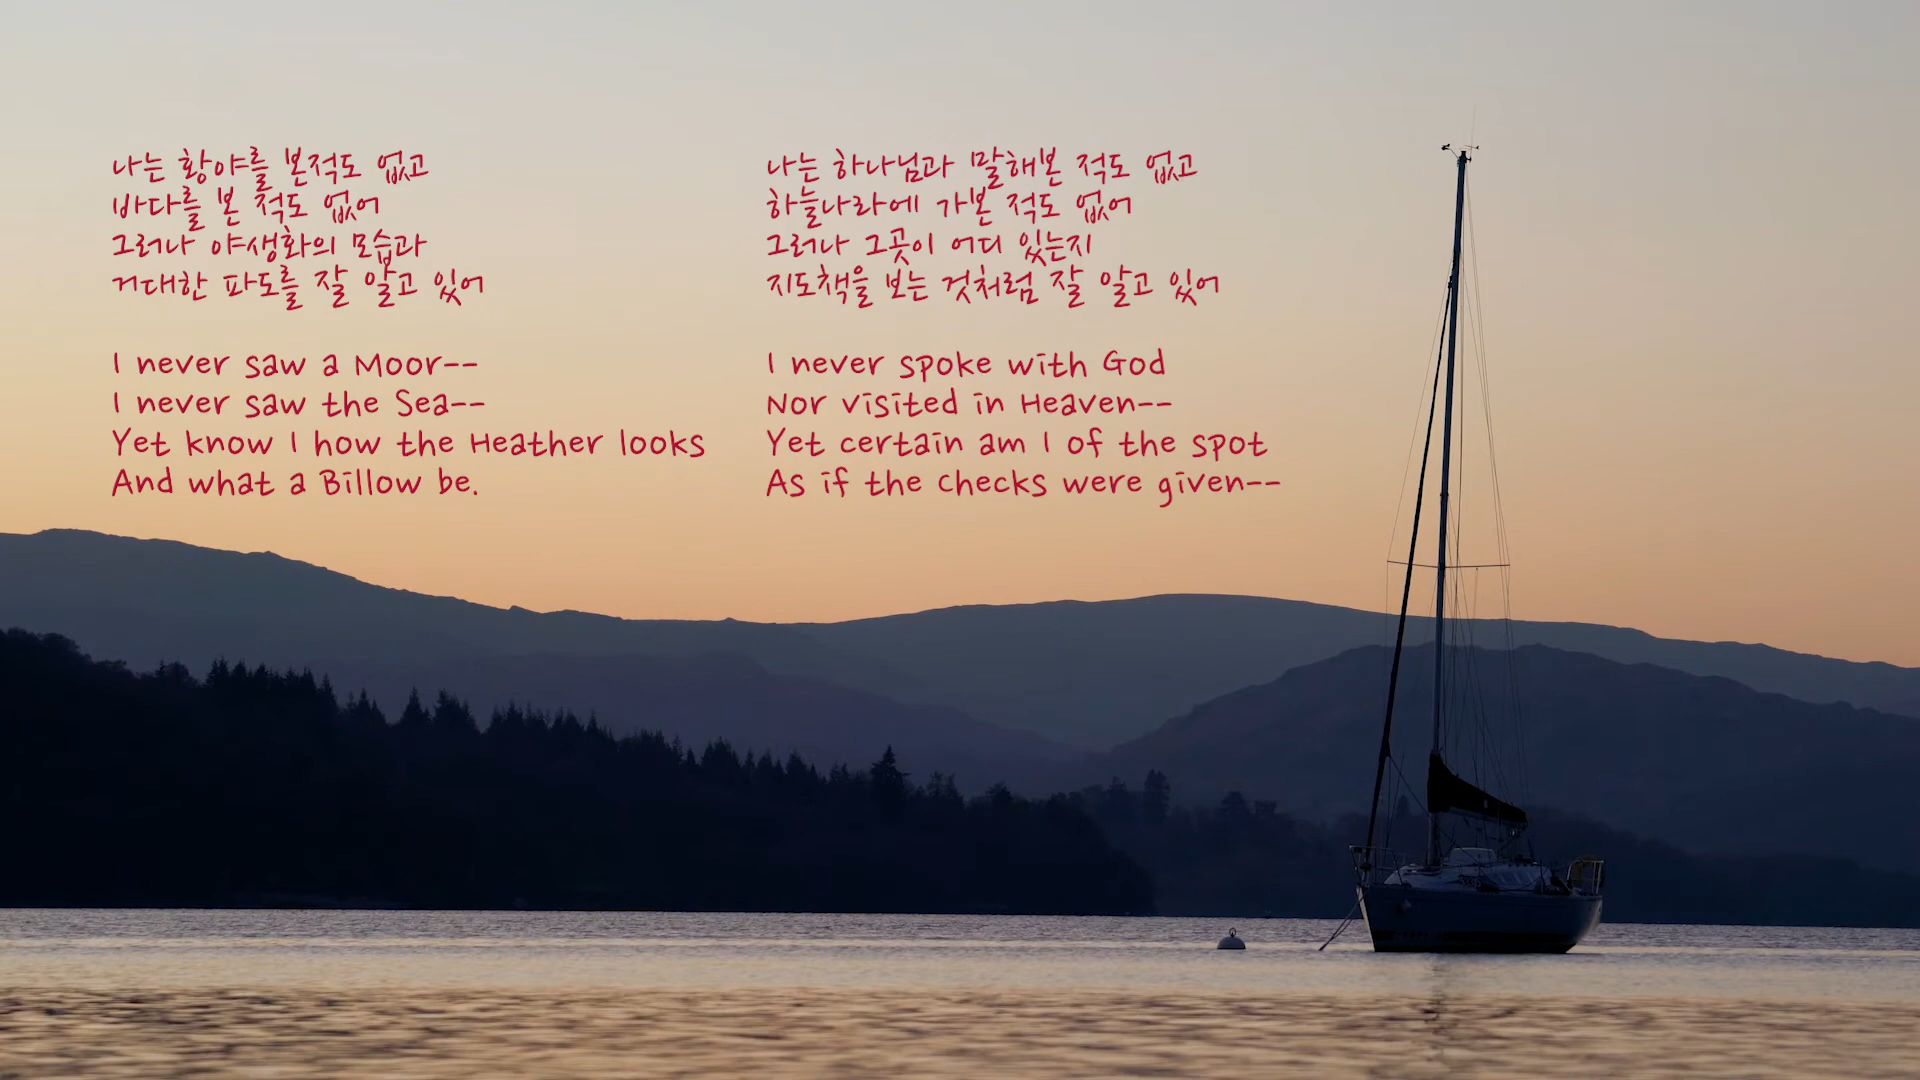 나는 황야를 본적도 없고
바다를 본 적도 없어
그러나 야생화의 모습과
거대한 파도를 잘 알고 있어
I never saw a Moor--
I never saw the Sea--
Yet know I how the Heather looks
And what a Billow be.
나는 하나님과 말해본 적도 없고
하늘나라에 가본 적도 없어
그러나 그곳이 어디 있는지
지도책을 보는 것처럼 잘 알고 있어
I never spoke with God
Nor visited in Heaven--
Yet certain am I of the spot
As if the checks were given--